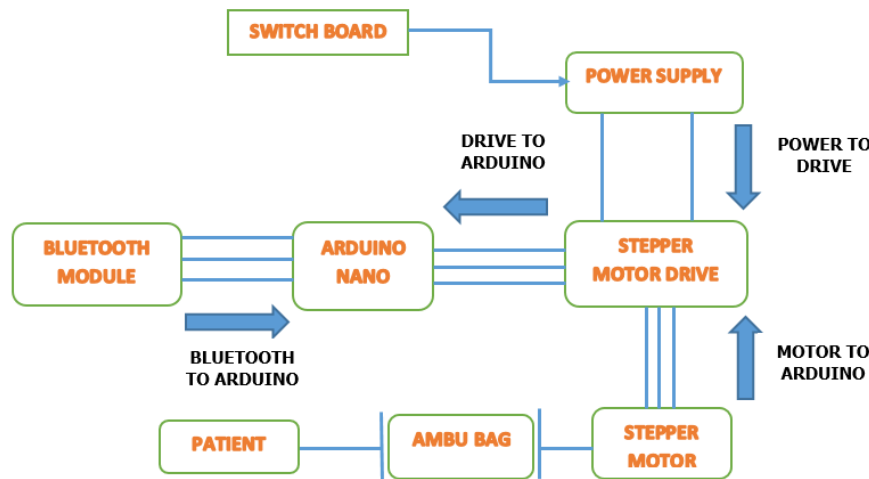 SWITCH BOARD
POWER SUPPLY
DRIVE TO
ARDUINO
POWER TO
DRIVE
BLUETOOTH
MODULE
ARDUINO
NANO
STEPPER
MOTOR DRIVE
BLUETOOTH
TO ARDUINO
MOTOR TO
ARDUINO
PATIENT
AMBU BAG
STEPPER
MOTOR